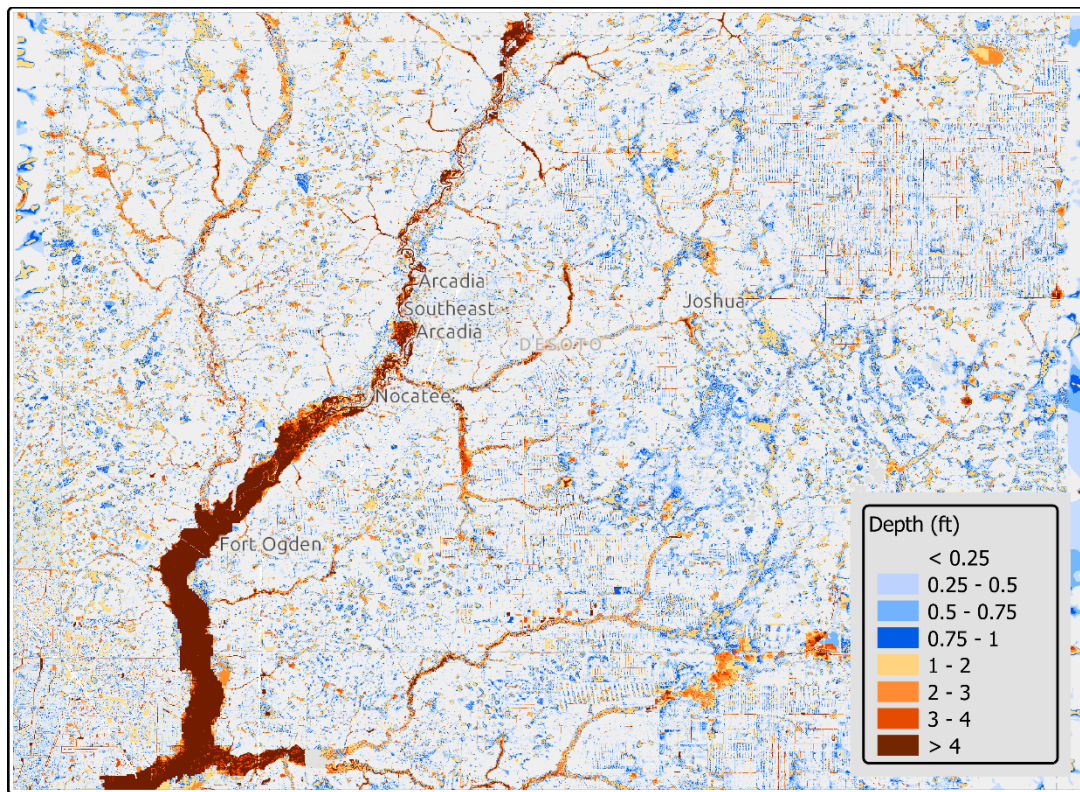 Arcadia
Southeast
Arcadia
Joshua
DESOTO
Nocatee
Fort Ogden
Depth (ft)
< 0.25
0.25 - 0.5
0.5 - 0.75
0.75 - 1
1 - 2
2 - 3
3 - 4
> 4